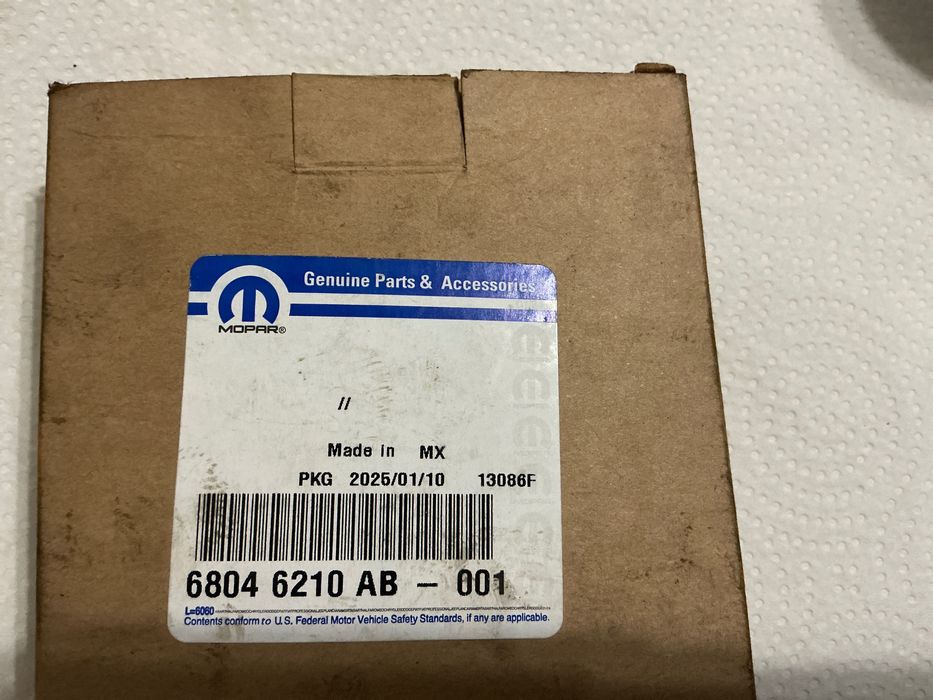 Genuine Parts & Accessories
MOPAR®
//
Made in MX
PKG 2025/01/10 13086F
6804 6210 AB - 001
L=6060
Contents conform to U.S. Federal Motor Vehicle Safety Standards, if any are applicable.